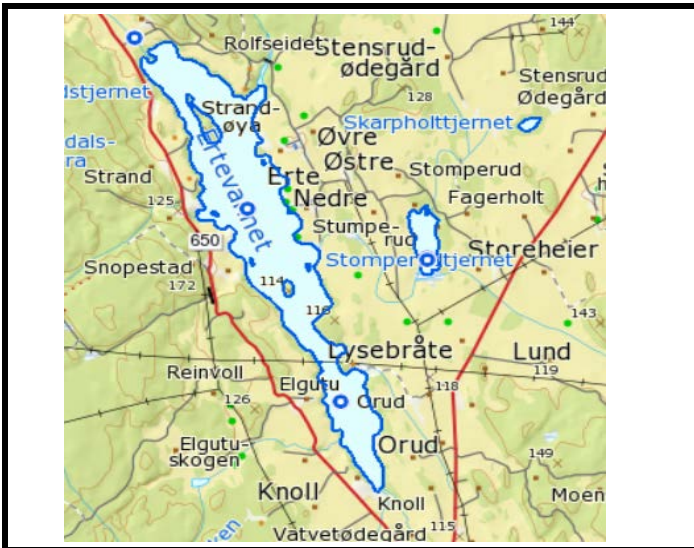 144
Rolfseidet
Stensrud-
ødegård
Stensrud
Ødegård
dstjernet
128
Strand-
øya
Skarpholttjernet
dals-
ra
Øvre
Østre
Ertevannet
Strand
Erte
Nedre
Stomperud
Fagerholt
125
Stumpe-
rud
650
Storeheier
Snopestad
172
114
116
143
Lysebråte
Lund
119
Reinvoll
Elgutu
118
126
Orud
Elgutu-
skogen
Orud
149
Knoll
Knoll
Moen
115
Vatvetødegård